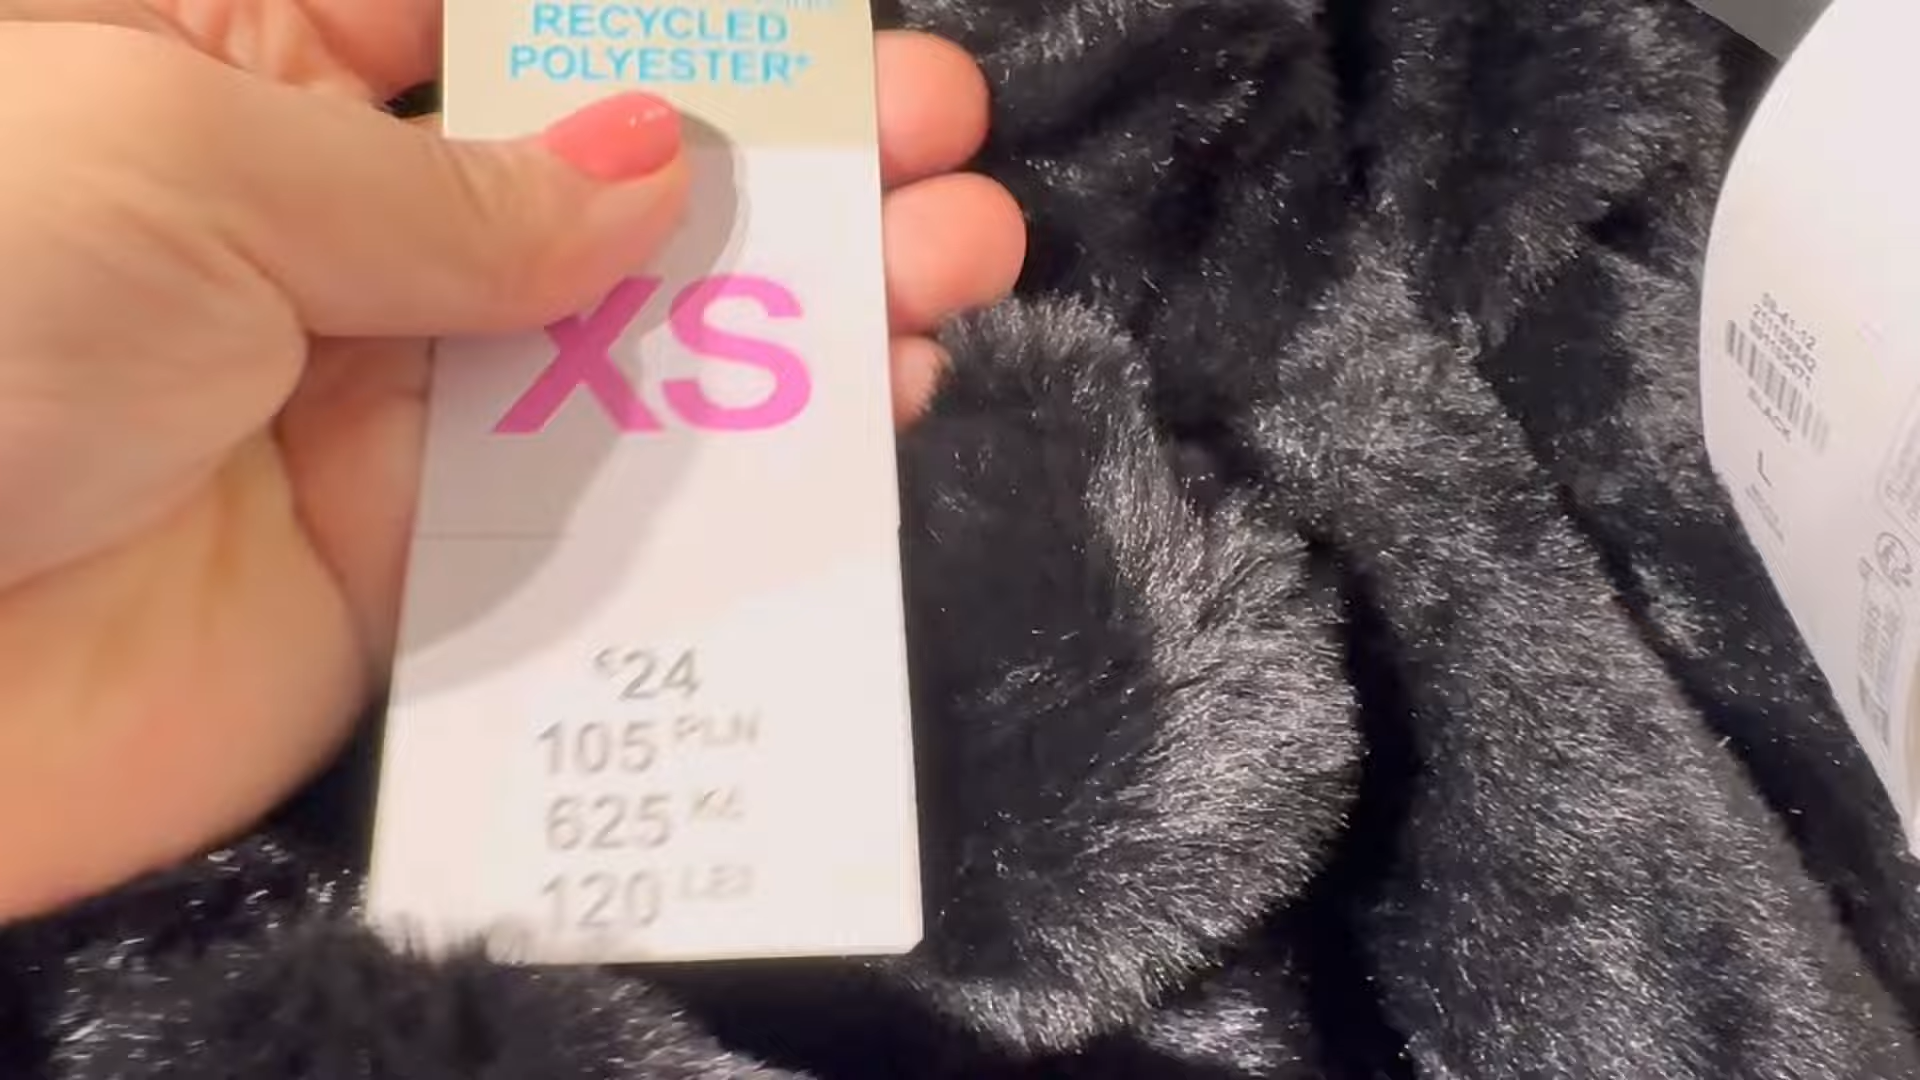 RECYCLED
POLYESTER*
XS
€24
105 PLN
625 Kč
120 LEI
BLACK
L